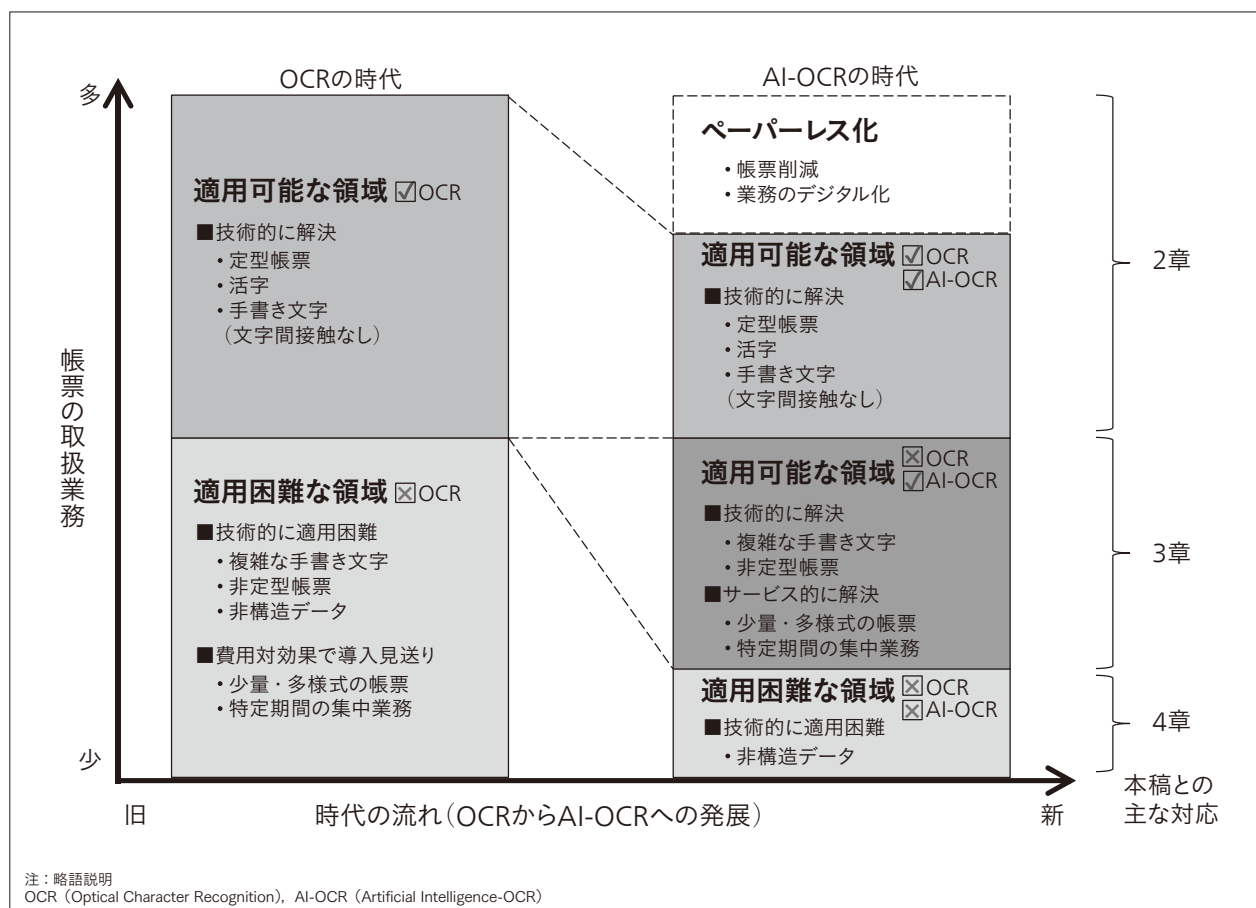 OCRの時代
AI-OCRの時代
多
帳票の取扱業務
少
適用可能な領域 ☑OCR
■技術的に解決
・定型帳票
・活字
・手書き文字
（文字間接触なし）
適用困難な領域 ☒OCR
■技術的に適用困難
・複雑な手書き文字
・非定型帳票
・非構造データ
■費用対効果で導入見送り
・少量・多様式の帳票
・特定期間の集中業務
ペーパーレス化
・帳票削減
・業務のデジタル化
適用可能な領域 ☑OCR
☑AI-OCR
■技術的に解決
・定型帳票
・活字
・手書き文字
（文字間接触なし）
適用可能な領域 ☒OCR
☑AI-OCR
■技術的に解決
・複雑な手書き文字
・非定型帳票
■サービス的に解決
・少量・多様式の帳票
・特定期間の集中業務
適用困難な領域 ☒OCR
☒AI-OCR
■技術的に適用困難
・非構造データ
2章
3章
4章
本稿との
主な対応
旧
時代の流れ（OCRからAI-OCRへの発展）
新
注：略語説明
OCR（Optical Character Recognition），AI-OCR（Artificial Intelligence-OCR）